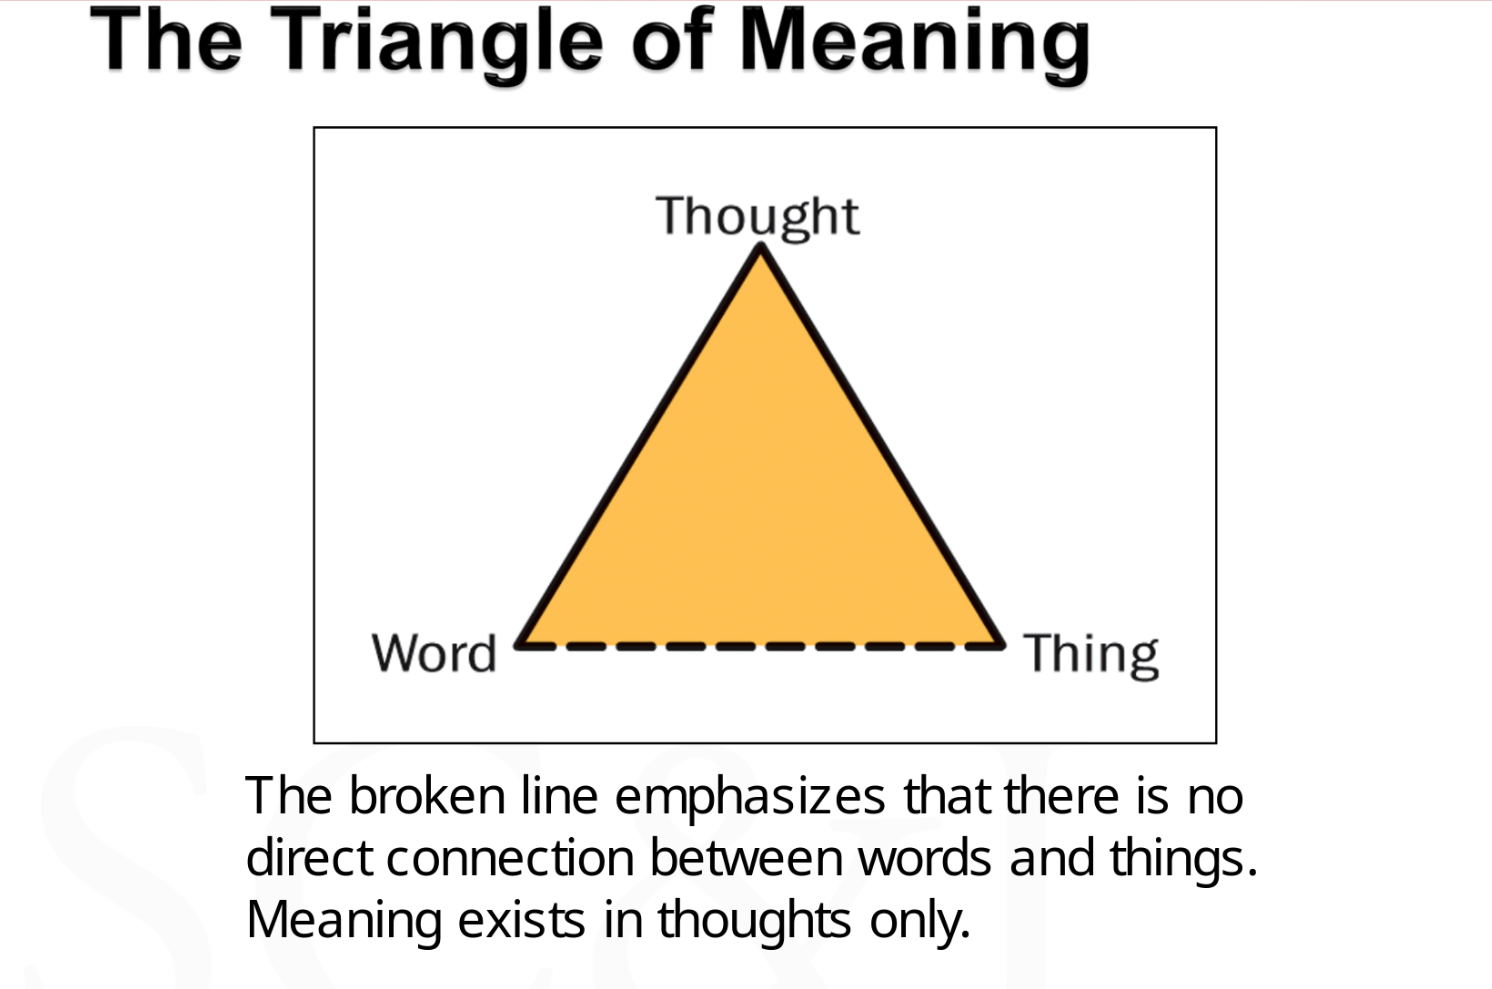 The Triangle of Meaning
Thought
Word
Thing
The broken line emphasizes that there is no
direct connection between words and things.
Meaning exists in thoughts only.
SC&I